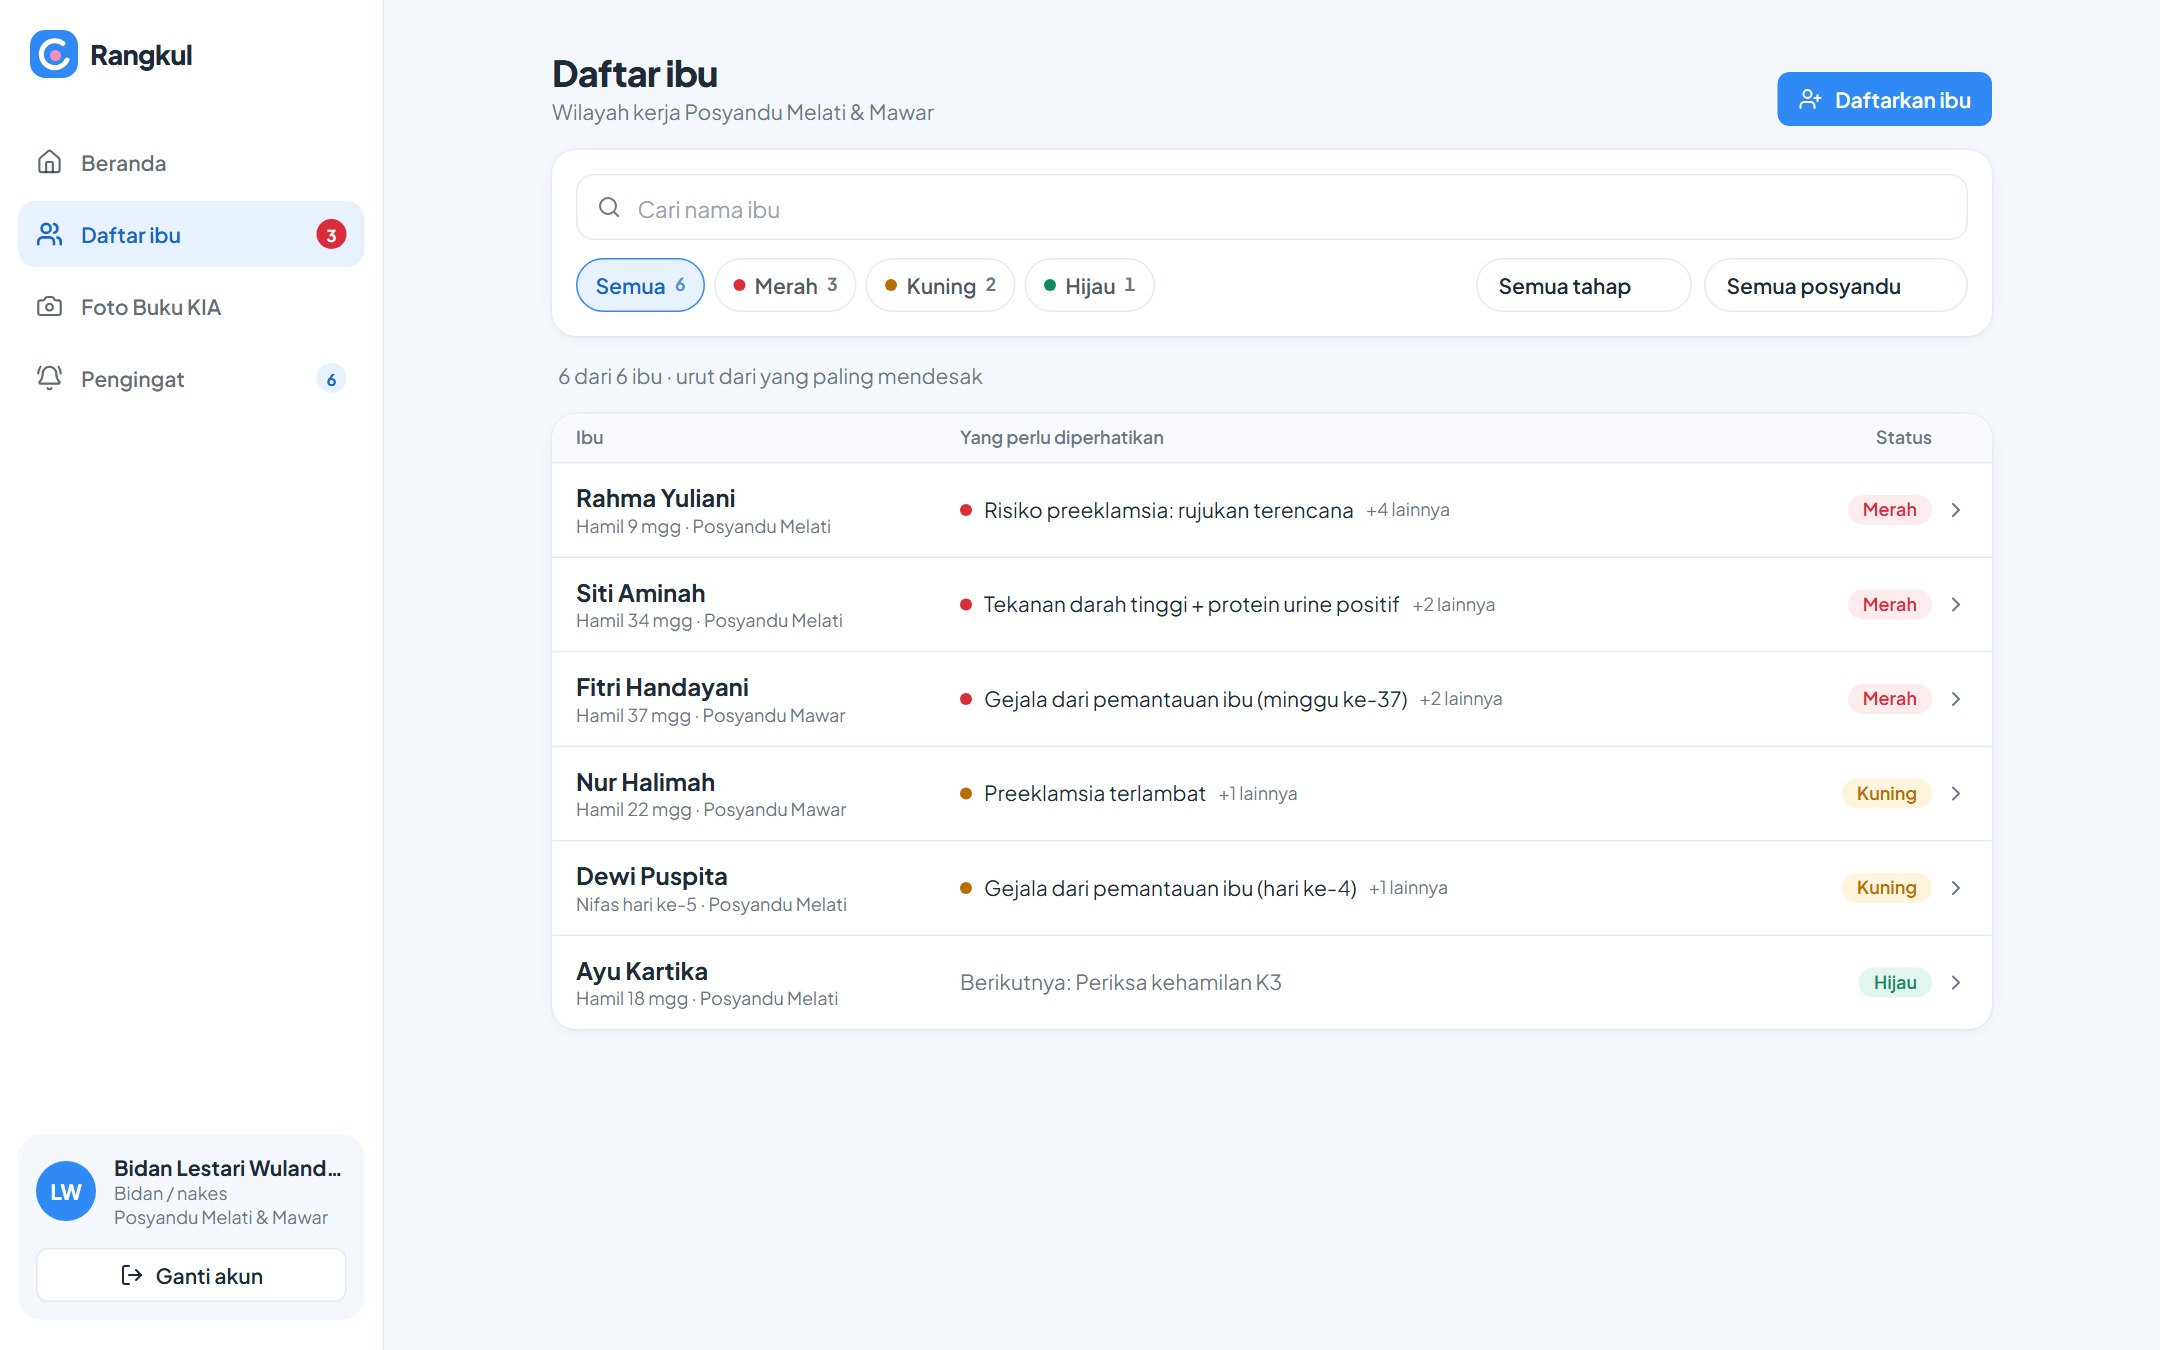 Rangkul
Beranda
Daftar ibu 3
Foto Buku KIA
Pengingat 6
Bidan Lestari Wuland...
Bidan / nakes
Posyandu Melati & Mawar
Ganti akun
LW
Daftar ibu
Wilayah kerja Posyandu Melati & Mawar
Daftarkan ibu
Cari nama ibu
Semua 6 Merah 3 Kuning 2 Hijau 1 Semua tahap Semua posyandu
6 dari 6 ibu · urut dari yang paling mendesak
Ibu Yang perlu diperhatikan Status
Rahma Yuliani
Hamil 9 mgg · Posyandu Melati
Risiko preeklamsia: rujukan terencana +4 lainnya
Merah
Siti Aminah
Hamil 34 mgg · Posyandu Melati
Tekanan darah tinggi + protein urine positif +2 lainnya
Merah
Fitri Handayani
Hamil 37 mgg · Posyandu Mawar
Gejala dari pemantauan ibu (minggu ke-37) +2 lainnya
Merah
Nur Halimah
Hamil 22 mgg · Posyandu Mawar
Preeklamsia terlambat +1 lainnya
Kuning
Dewi Puspita
Nifas hari ke-5 · Posyandu Melati
Gejala dari pemantauan ibu (hari ke-4) +1 lainnya
Kuning
Ayu Kartika
Hamil 18 mgg · Posyandu Melati
Berikutnya: Periksa kehamilan K3
Hijau